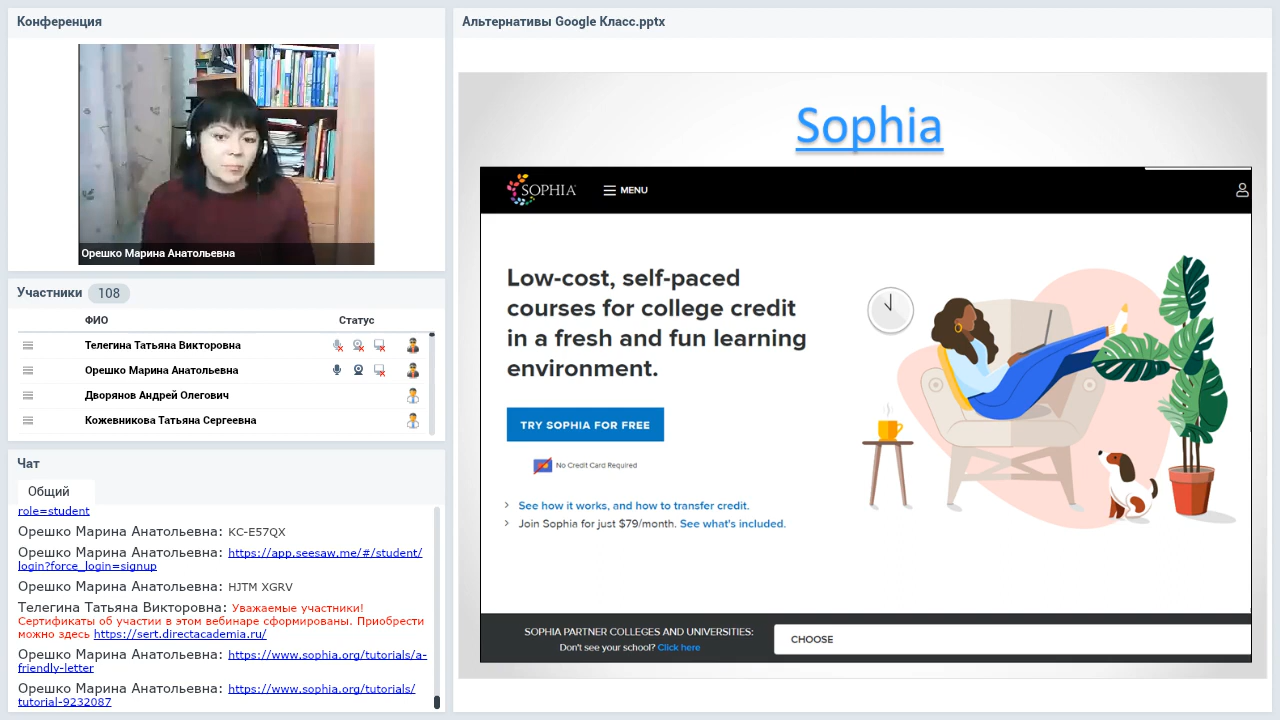 Конференция
Орешко Марина Анатольевна
Участники 108
ФИО Статус
Телегина Татьяна Викторовна
Орешко Марина Анатольевна
Дворянов Андрей Олегович
Кожевникова Татьяна Сергеевна
Чат
Общий
role=student
Орешко Марина Анатольевна: KC-E57QX
Орешко Марина Анатольевна: https://app.seesaw.me/#/student/
login?force_login=signup
Орешко Марина Анатольевна: HJTM XGRV
Телегина Татьяна Викторовна: Уважаемые участники!
Сертификаты об участии в этом вебинаре сформированы. Приобрести
можно здесь https://sert.directacademia.ru/
Орешко Марина Анатольевна: https://www.sophia.org/tutorials/a-
friendly-letter
Орешко Марина Анатольевна: https://www.sophia.org/tutorials/
tutorial-9232087
Альтернативы Google Класс.pptx
Sophia
SOPHIA MENU
Low-cost, self-paced
courses for college credit
in a fresh and fun learning
environment.
TRY SOPHIA FOR FREE
No Credit Card Required
See how it works, and how to transfer credit.
Join Sophia for just $79/month. See what's included.
SOPHIA PARTNER COLLEGES AND UNIVERSITIES:
Don't see your school? Click here
CHOOSE